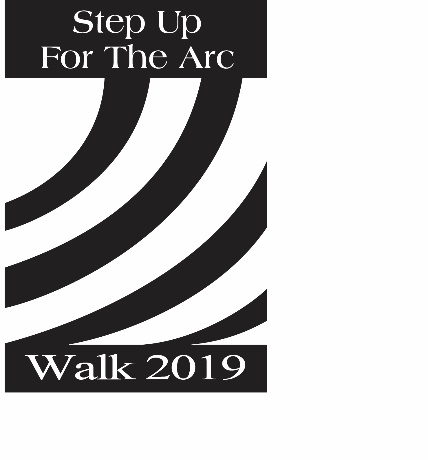 Step Up
For The Arc
Walk 2019